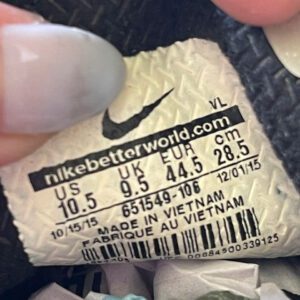 VL
nikebetterworld.com
US UK EUR cm
10.5 9.5 44.5 28.5
10/15/15 651549-106 12/01/15
MADE IN VIETNAM
FABRIQUE AU VIETNAM
00884500339125